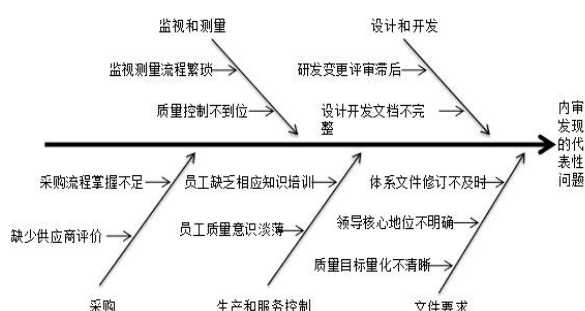 监视和测量
设计和开发
监视测量流程繁琐
研发变更评审滞后
质量控制不到位
设计开发文档不完
整
内审
发现
的代
表性
问题
采购流程掌握不足
员工缺乏相应知识培训
体系文件修订不及时
缺少供应商评价
员工质量意识淡薄
领导核心地位不明确
质量目标量化不清晰
采购
生产和服务控制
文件要求